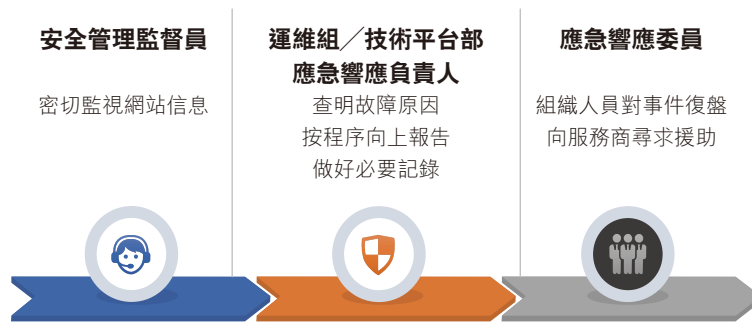 安全管理監督員
密切監視網站信息
運維組／技術平台部
應急響應負責人
查明故障原因
按程序向上報告
做好必要記錄
應急響應委員
組織人員對事件復盤
向服務商尋求援助